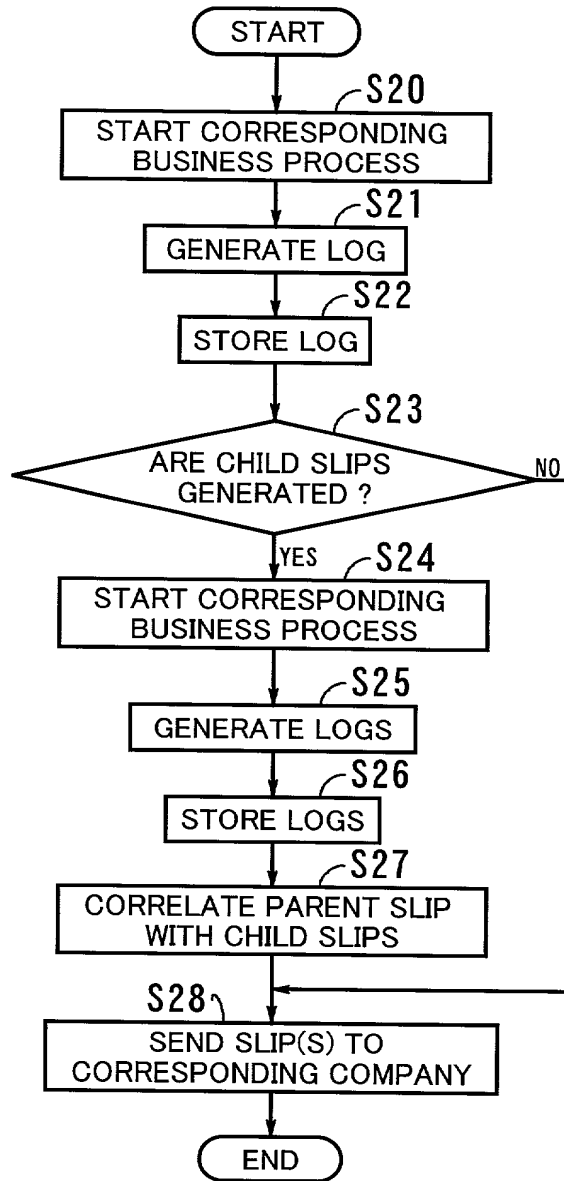 START
S20
START CORRESPONDING
BUSINESS PROCESS
S21
GENERATE LOG
S22
STORE LOG
S23
ARE CHILD SLIPS
GENERATED ?
NO
YES
S24
START CORRESPONDING
BUSINESS PROCESS
S25
GENERATE LOGS
S26
STORE LOGS
S27
CORRELATE PARENT SLIP
WITH CHILD SLIPS
S28
SEND SLIP(S) TO
CORRESPONDING COMPANY
END